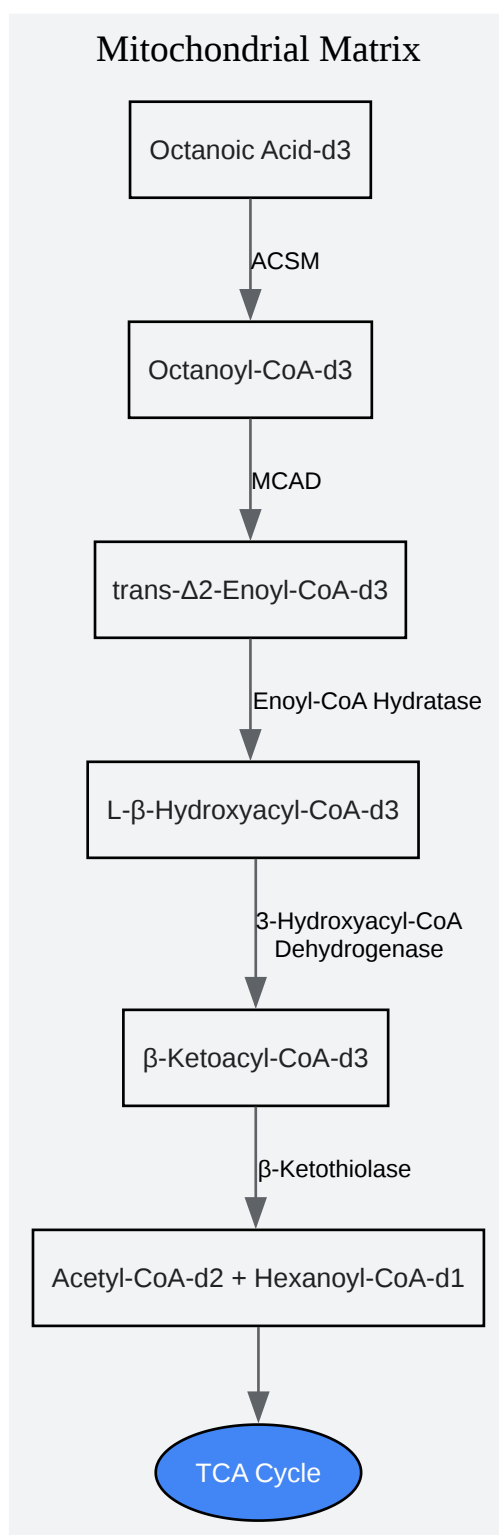 Mitochondrial Matrix
Octanoic Acid-d3
ACSM
Octanoyl-CoA-d3
MCAD
trans-Δ2-Enoyl-CoA-d3
Enoyl-CoA Hydratase
L-β-Hydroxyacyl-CoA-d3
3-Hydroxyacyl-CoA
Dehydrogenase
β-Ketoacyl-CoA-d3
β-Ketothiolase
Acetyl-CoA-d2 + Hexanoyl-CoA-d1
TCA Cycle